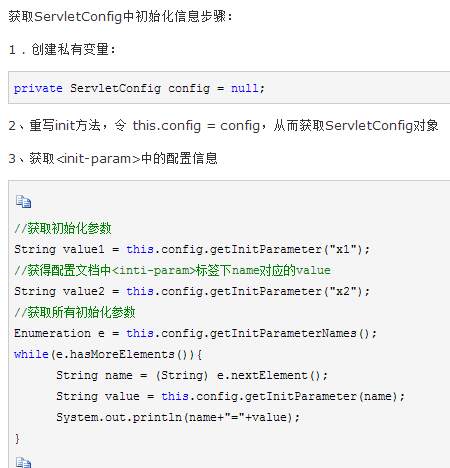 获取ServletConfig中初始化信息步骤：
1 . 创建私有变量：
private ServletConfig config = null;
2、重写init方法，令 this.config = config，从而获取ServletConfig对象
3、获取<init-param>中的配置信息
//获取初始化参数
String value1 = this.config.getInitParameter("x1");
//获得配置文档中<inti-param>标签下name对应的value
String value2 = this.config.getInitParameter("x2");
//获取所有初始化参数
Enumeration e = this.config.getInitParameterNames();
while(e.hasMoreElements()){
String name = (String) e.nextElement();
String value = this.config.getInitParameter(name);
System.out.println(name+"="+value);
}